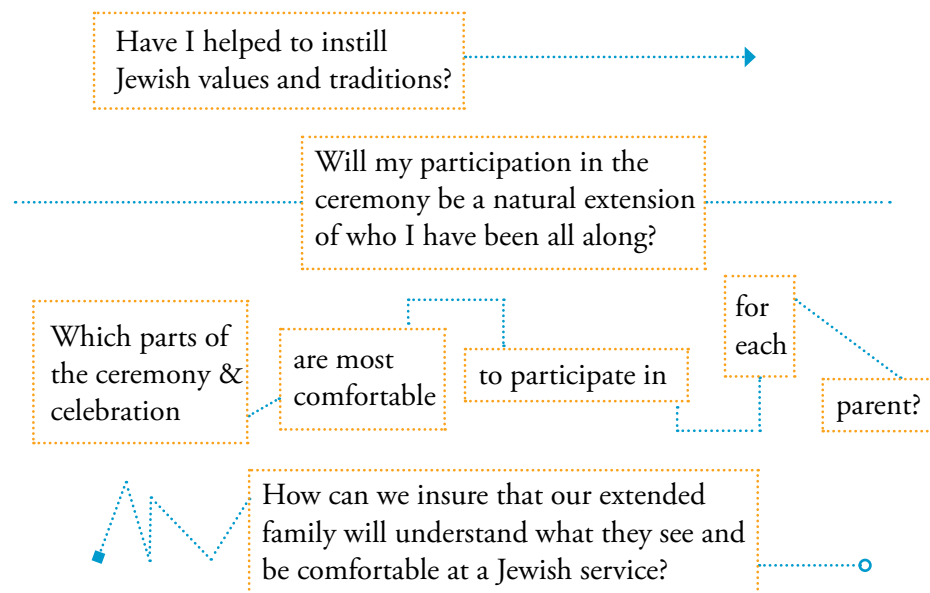 Have I helped to instill
Jewish values and traditions?
Will my participation in the
ceremony be a natural extension
of who I have been all along?
Which parts of
the ceremony &
celebration
are most
comfortable
to participate in
for
each
parent?
How can we insure that our extended
family will understand what they see and
be comfortable at a Jewish service?